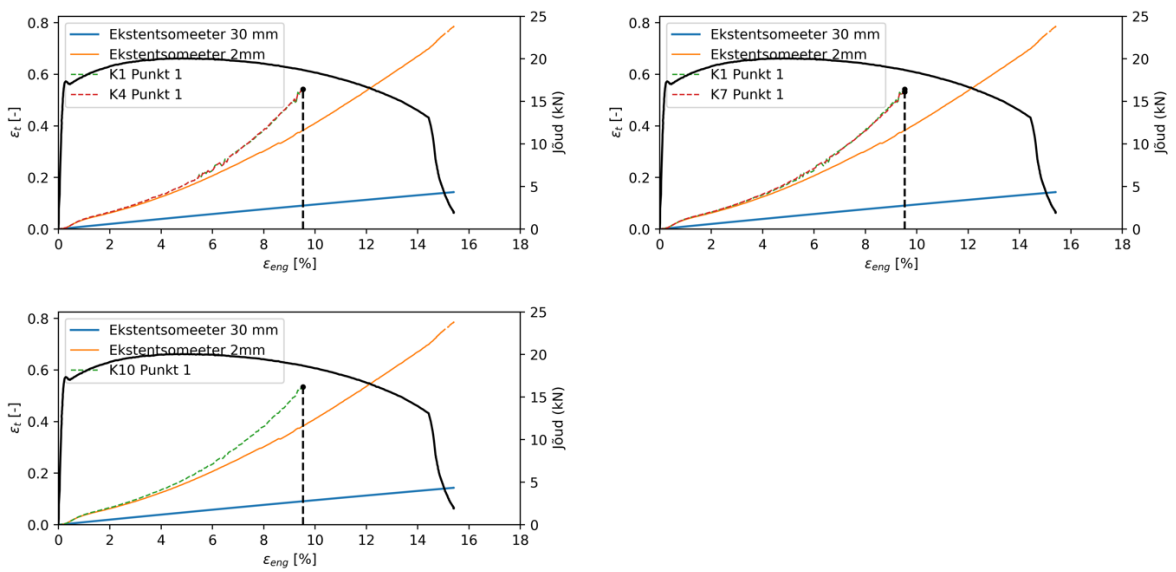 0.8
0.6
0.4
0.2
0.0
ε_t [-]
Ekstentsomeeter 30 mm
Ekstentsomeeter 2mm
K1 Punkt 1
K4 Punkt 1
25
20
15
10
5
0
Jõud (kN)
0 2 4 6 8 10 12 14 16 18
ε_eng [%]
0.8
0.6
0.4
0.2
0.0
ε_t [-]
Ekstentsomeeter 30 mm
Ekstentsomeeter 2mm
K1 Punkt 1
K7 Punkt 1
25
20
15
10
5
0
Jõud (kN)
0 2 4 6 8 10 12 14 16 18
ε_eng [%]
0.8
0.6
0.4
0.2
0.0
ε_t [-]
Ekstentsomeeter 30 mm
Ekstentsomeeter 2mm
K10 Punkt 1
25
20
15
10
5
0
Jõud (kN)
0 2 4 6 8 10 12 14 16 18
ε_eng [%]